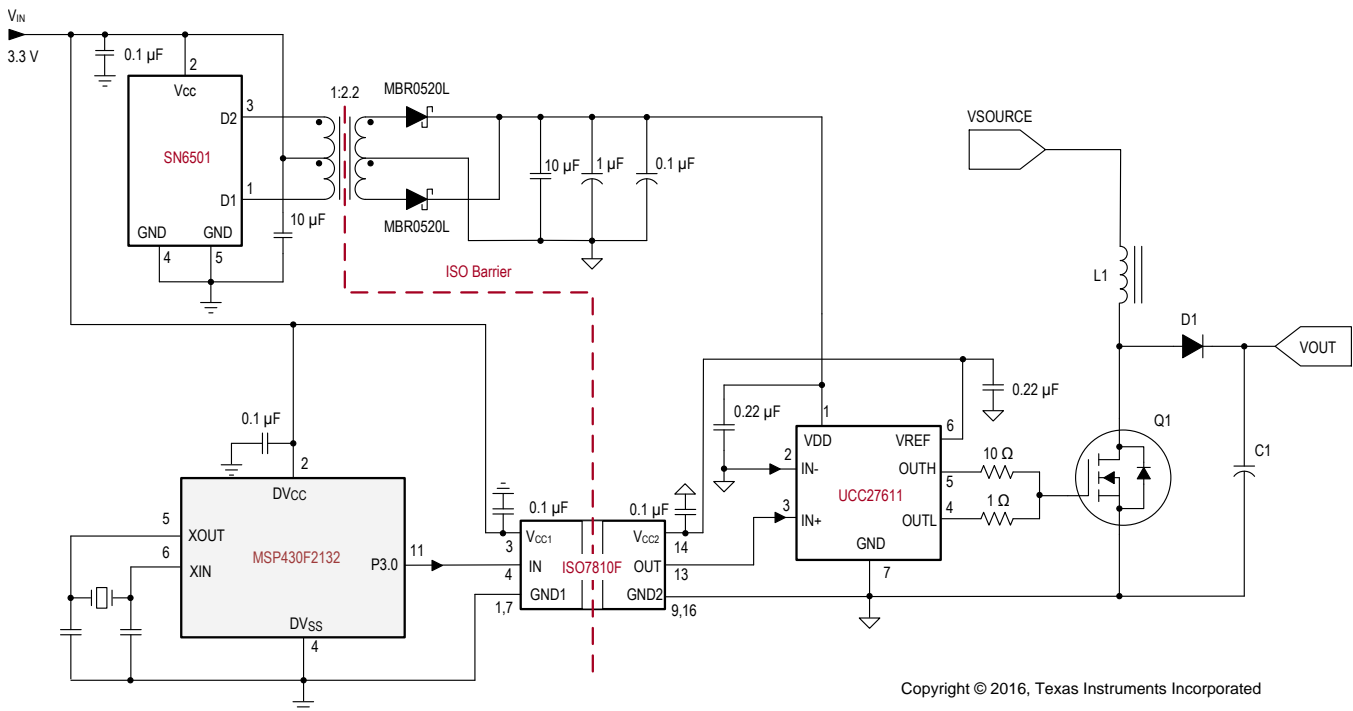 VIN
3.3 V
0.1 µF
2
Vcc
D2
3
SN6501
D1
1
GND
GND
4
5
10 µF
1:2.2
MBR0520L
MBR0520L
10 µF
1 µF
0.1 µF
ISO Barrier
VSOURCE
L1
D1
VOUT
Q1
C1
0.1 µF
2
DVCC
5
XOUT
6
XIN
MSP430F2132
P3.0
11
DVSS
4
0.1 µF
VCC1
3
IN
4
GND1
1,7
ISO7810F
0.1 µF
VCC2
14
OUT
13
GND2
9,16
0.22 µF
0.22 µF
1
VDD
VREF
6
2
IN-
OUTH
5
10 Ω
UCC27611
3
IN+
OUTL
4
1 Ω
GND
7
Copyright © 2016, Texas Instruments Incorporated